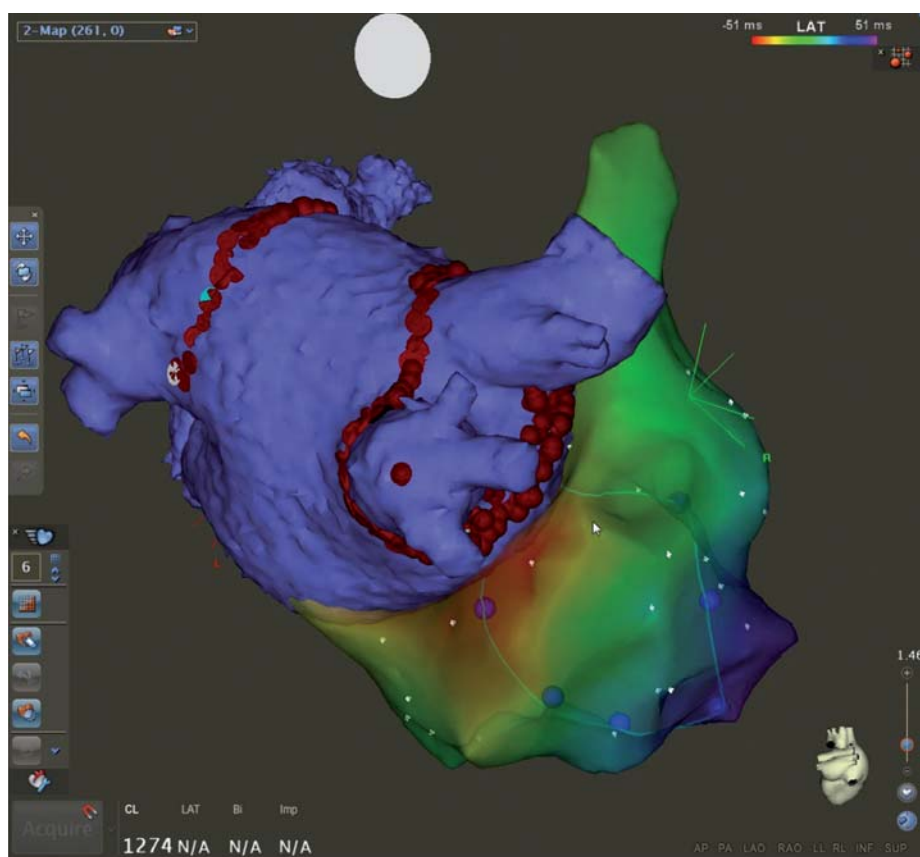 2-Map (261, 0)
-51 ms LAT 51 ms
R
L
6
1.46
Acquire
CL LAT Bi Imp
1274 N/A N/A N/A
AP PA LAO RAO LL RL INF SUP